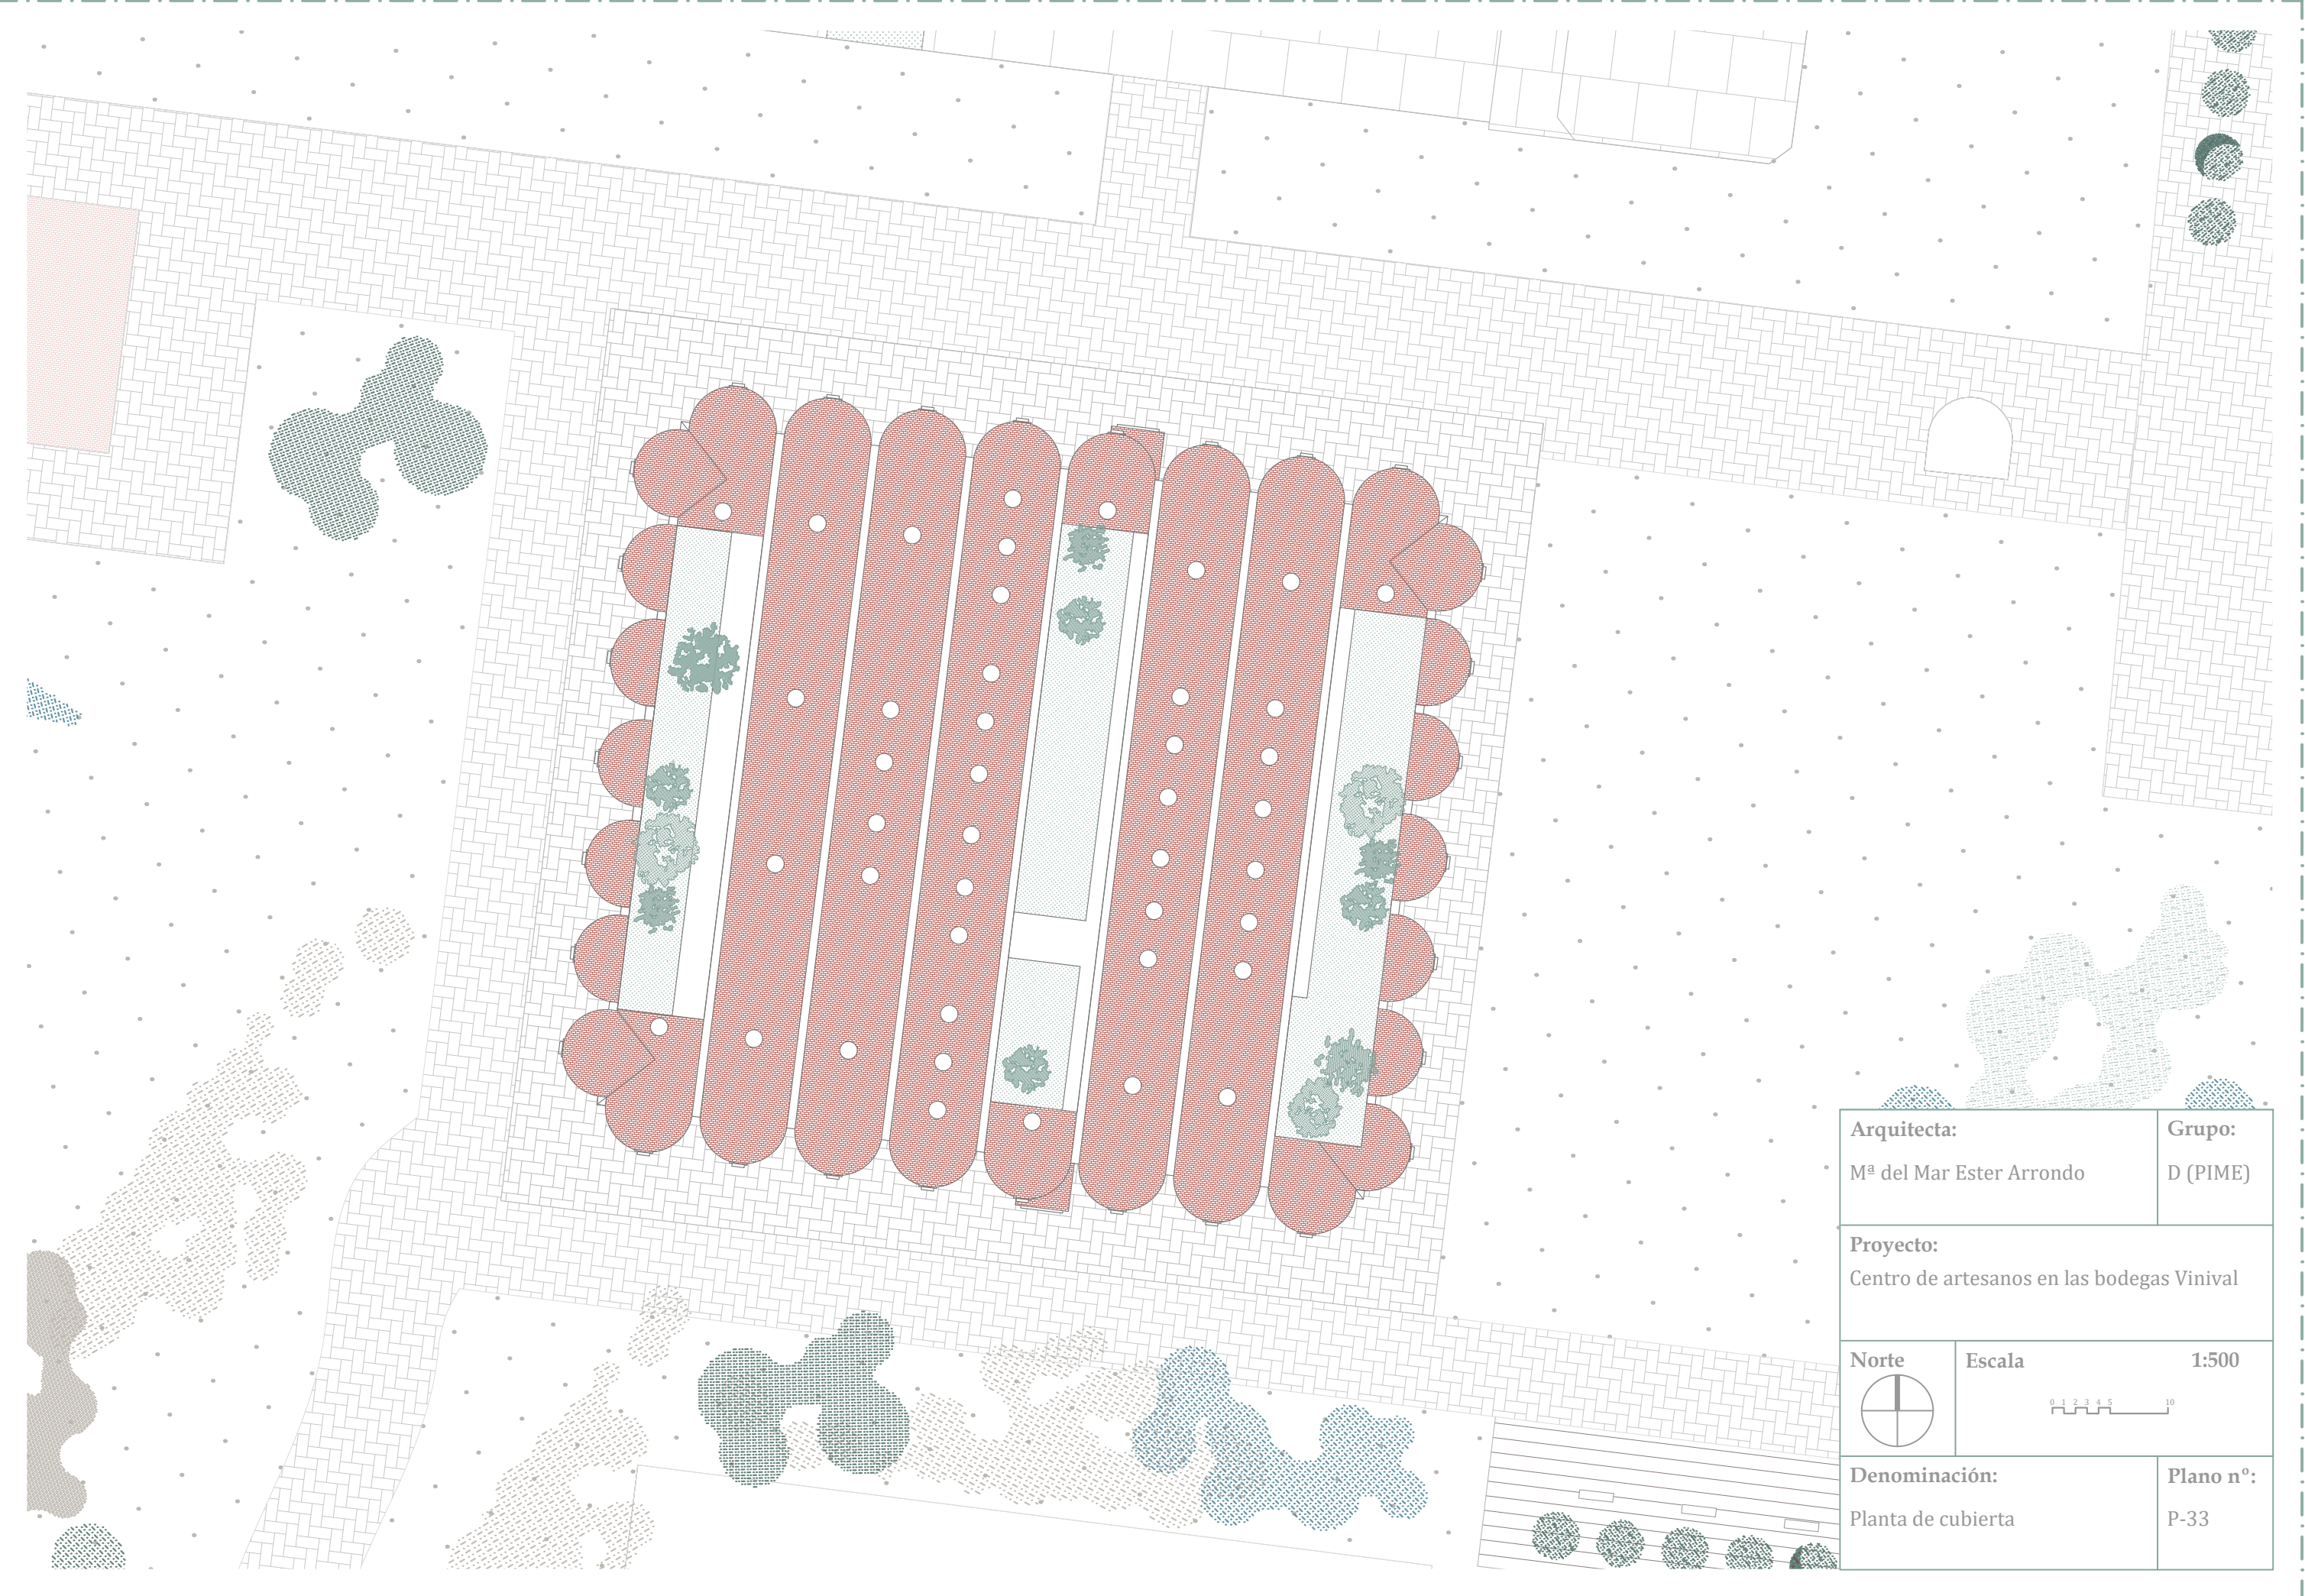 Arquitecta:
Grupo:
Mª del Mar Ester Arrondo
D (PIME)
Proyecto:
Centro de artesanos en las bodegas Vinival
Norte
Escala
1:500
0 1 2 3 4 5 10
Denominación:
Plano nº:
Planta de cubierta
P-33